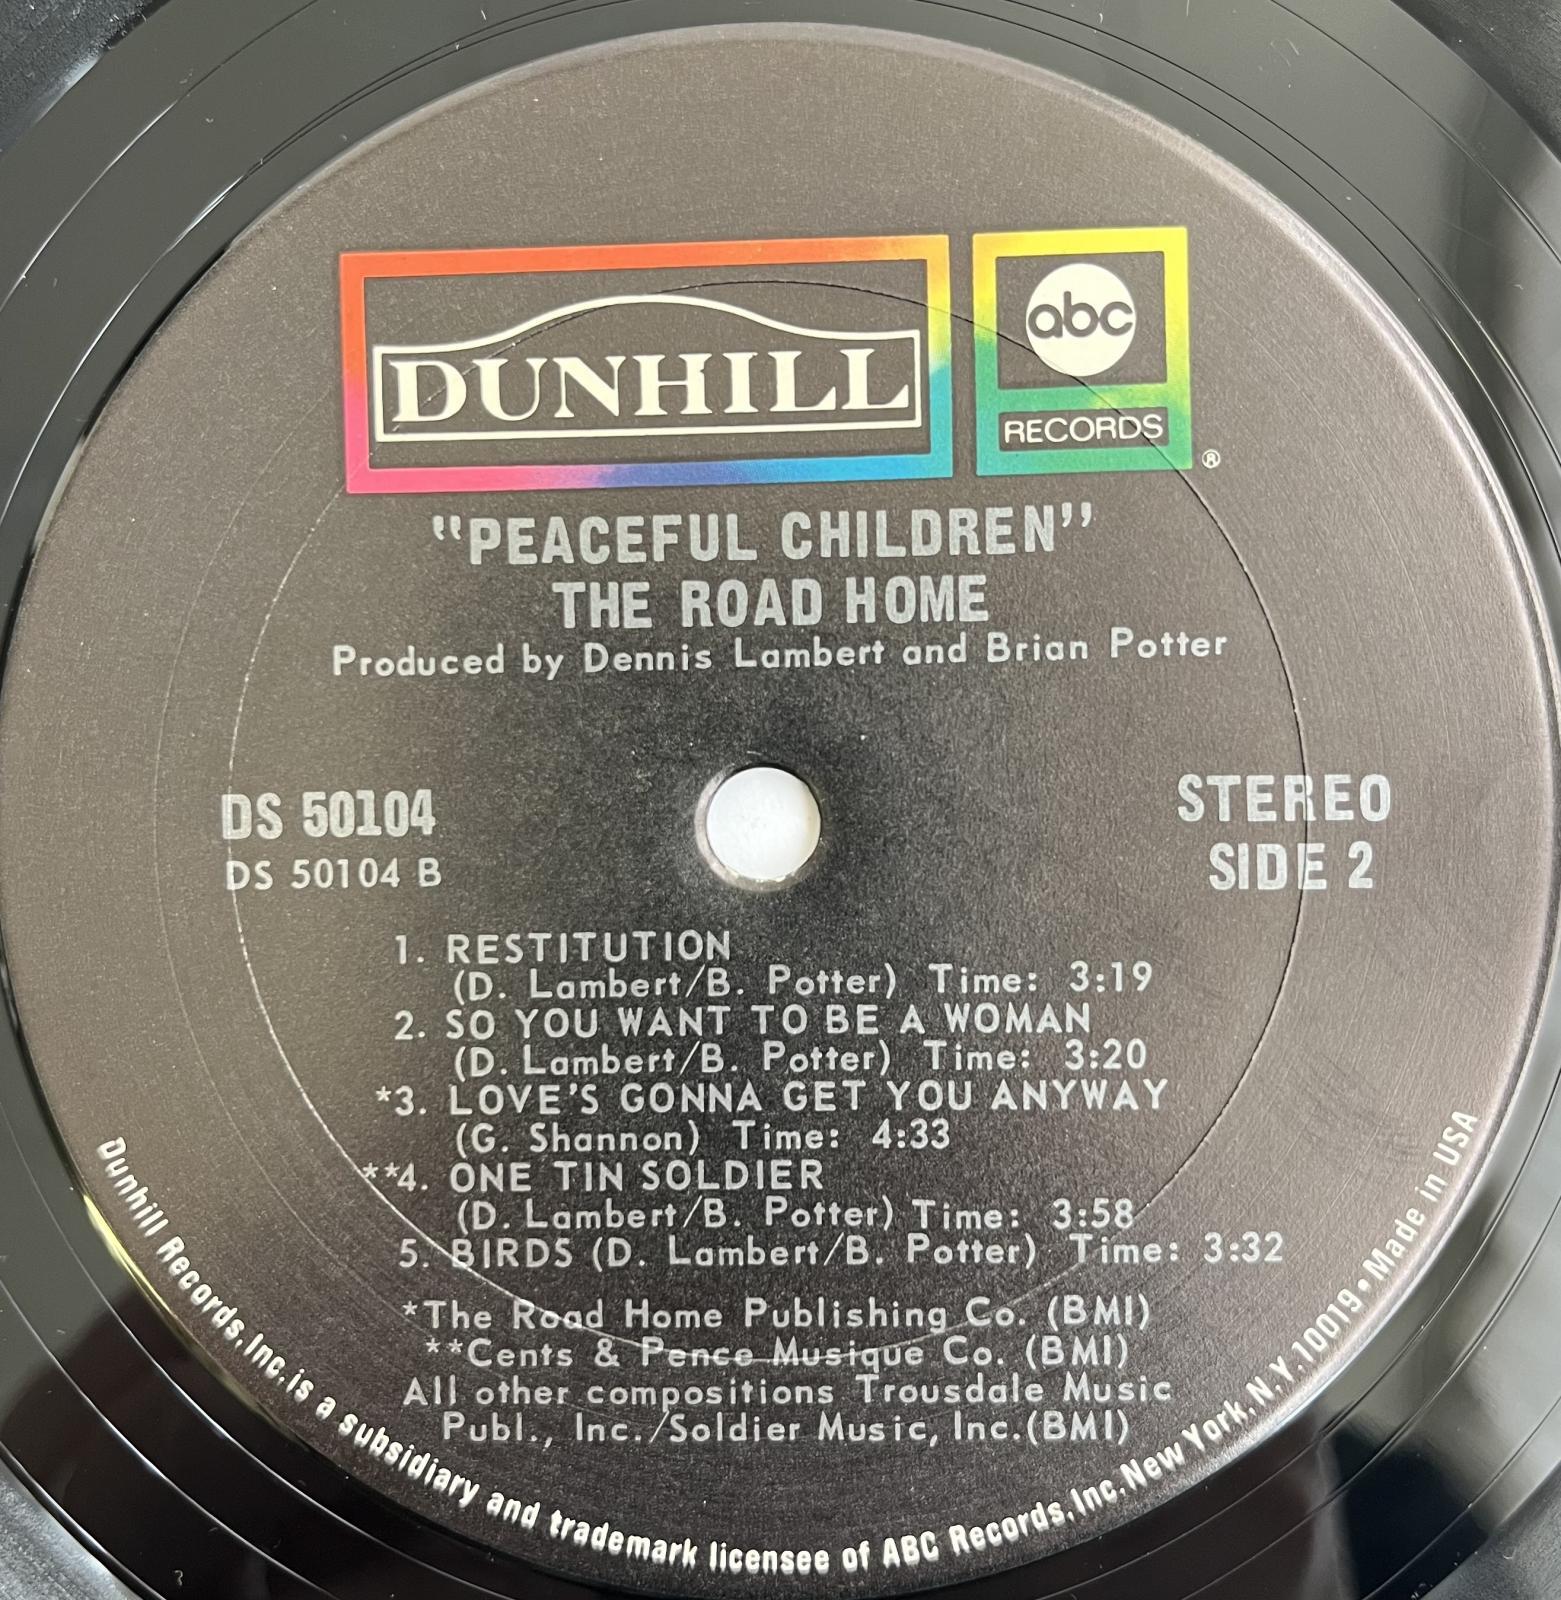 DUNHILL
abc
RECORDS
®
"PEACEFUL CHILDREN"
THE ROAD HOME
Produced by Dennis Lambert and Brian Potter
DS 50104
DS 50104 B
STEREO
SIDE 2
1. RESTITUTION
(D. Lambert/B. Potter) Time: 3:19
2. SO YOU WANT TO BE A WOMAN
(D. Lambert/B. Potter) Time: 3:20
*3. LOVE'S GONNA GET YOU ANYWAY
(G. Shannon) Time: 4:33
**4. ONE TIN SOLDIER
(D. Lambert/B. Potter) Time: 3:58
5. BIRDS (D. Lambert/B. Potter) Time: 3:32
*The Road Home Publishing Co. (BMI)
**Cents & Pence Musique Co. (BMI)
All other compositions Trousdale Music
Publ., Inc./Soldier Music, Inc.(BMI)
Dunhill Records, Inc. is a subsidiary and trademark licensee of ABC Records, Inc. New York, N.Y. 10019 • Made in USA